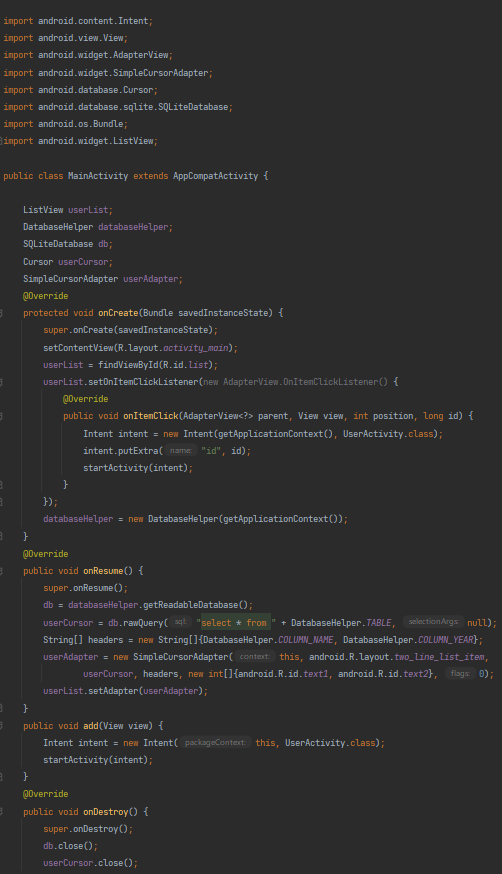 import android.content.Intent;
import android.view.View;
import android.widget.AdapterView;
import android.widget.SimpleCursorAdapter;
import android.database.Cursor;
import android.database.sqlite.SQLiteDatabase;
import android.os.Bundle;
import android.widget.ListView;
public class MainActivity extends AppCompatActivity {
ListView userList;
DatabaseHelper databaseHelper;
SQLiteDatabase db;
Cursor userCursor;
SimpleCursorAdapter userAdapter;
@Override
protected void onCreate(Bundle savedInstanceState) {
super.onCreate(savedInstanceState);
setContentView(R.layout.activity_main);
userList = findViewById(R.id.list);
userList.setOnItemClickListener(new AdapterView.OnItemClickListener() {
@Override
public void onItemClick(AdapterView<?> parent, View view, int position, long id) {
Intent intent = new Intent(getApplicationContext(), UserActivity.class);
intent.putExtra( name: "id", id);
startActivity(intent);
}
});
databaseHelper = new DatabaseHelper(getApplicationContext());
}
@Override
public void onResume() {
super.onResume();
db = databaseHelper.getReadableDatabase();
userCursor = db.rawQuery( sql: "select * from " + DatabaseHelper.TABLE, selectionArgs: null);
String[] headers = new String[]{DatabaseHelper.COLUMN_NAME, DatabaseHelper.COLUMN_YEAR};
userAdapter = new SimpleCursorAdapter( context: this, android.R.layout.two_line_list_item,
userCursor, headers, new int[]{android.R.id.text1, android.R.id.text2}, flags: 0);
userList.setAdapter(userAdapter);
}
public void add(View view) {
Intent intent = new Intent( packageContext: this, UserActivity.class);
startActivity(intent);
}
@Override
public void onDestroy() {
super.onDestroy();
db.close();
userCursor.close();